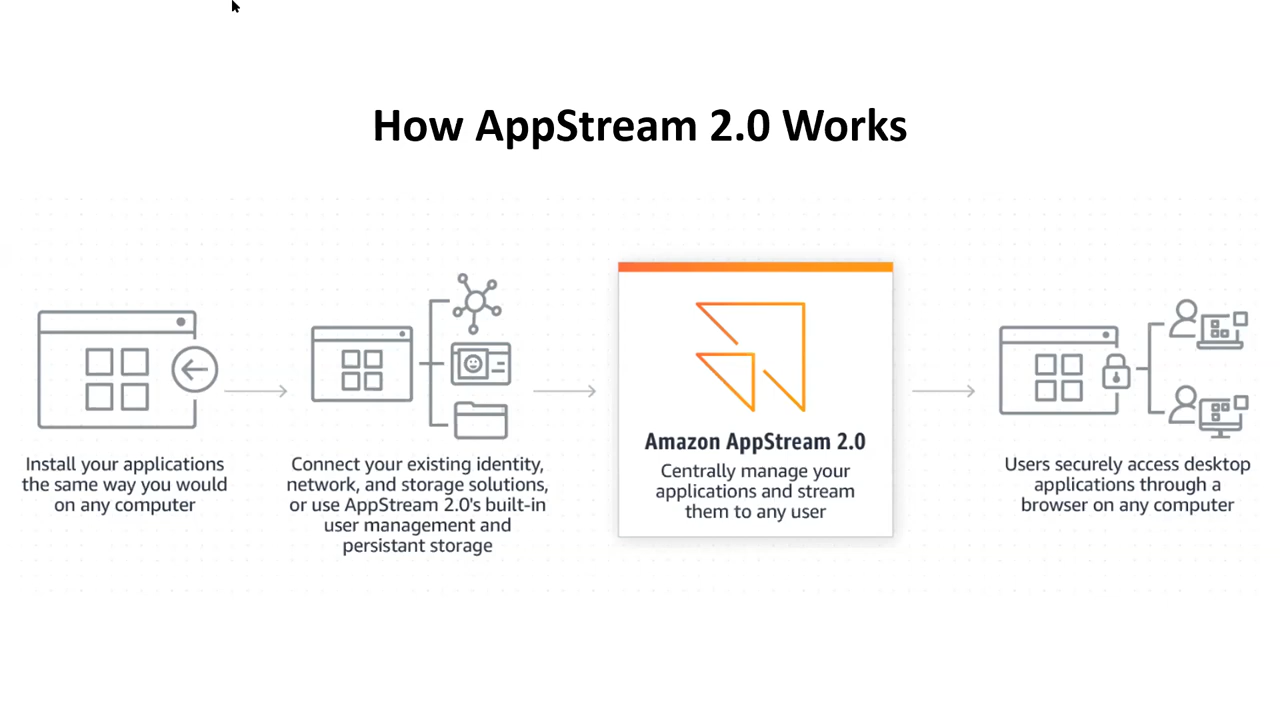 How AppStream 2.0 Works
Install your applications
the same way you would
on any computer
Connect your existing identity,
network, and storage solutions,
or use AppStream 2.0's built-in
user management and
persistant storage
Amazon AppStream 2.0
Centrally manage your
applications and stream
them to any user
Users securely access desktop
applications through a
browser on any computer